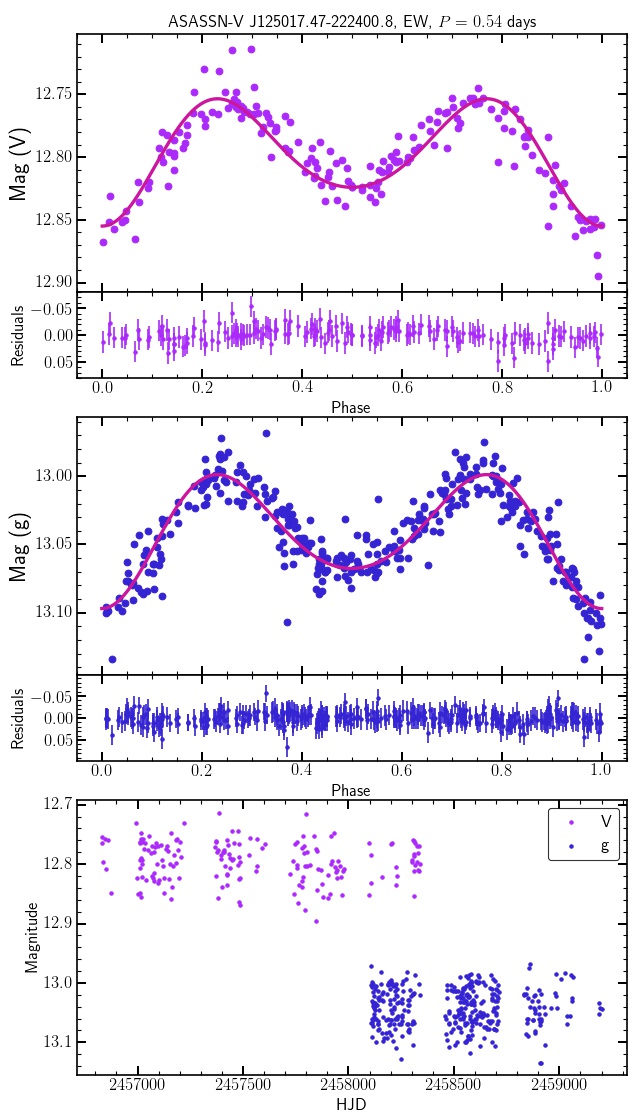 ASASSN-V J125017.47-222400.8, EW, P = 0.54 days
Mag (V)
12.75
12.80
12.85
12.90
Residuals
−0.05
0.00
0.05
0.0 0.2 0.4 0.6 0.8 1.0
Phase
Mag (g)
13.00
13.05
13.10
Residuals
−0.05
0.00
0.05
0.0 0.2 0.4 0.6 0.8 1.0
Phase
Magnitude
12.7
12.8
12.9
13.0
13.1
V
g
2457000 2457500 2458000 2458500 2459000
HJD